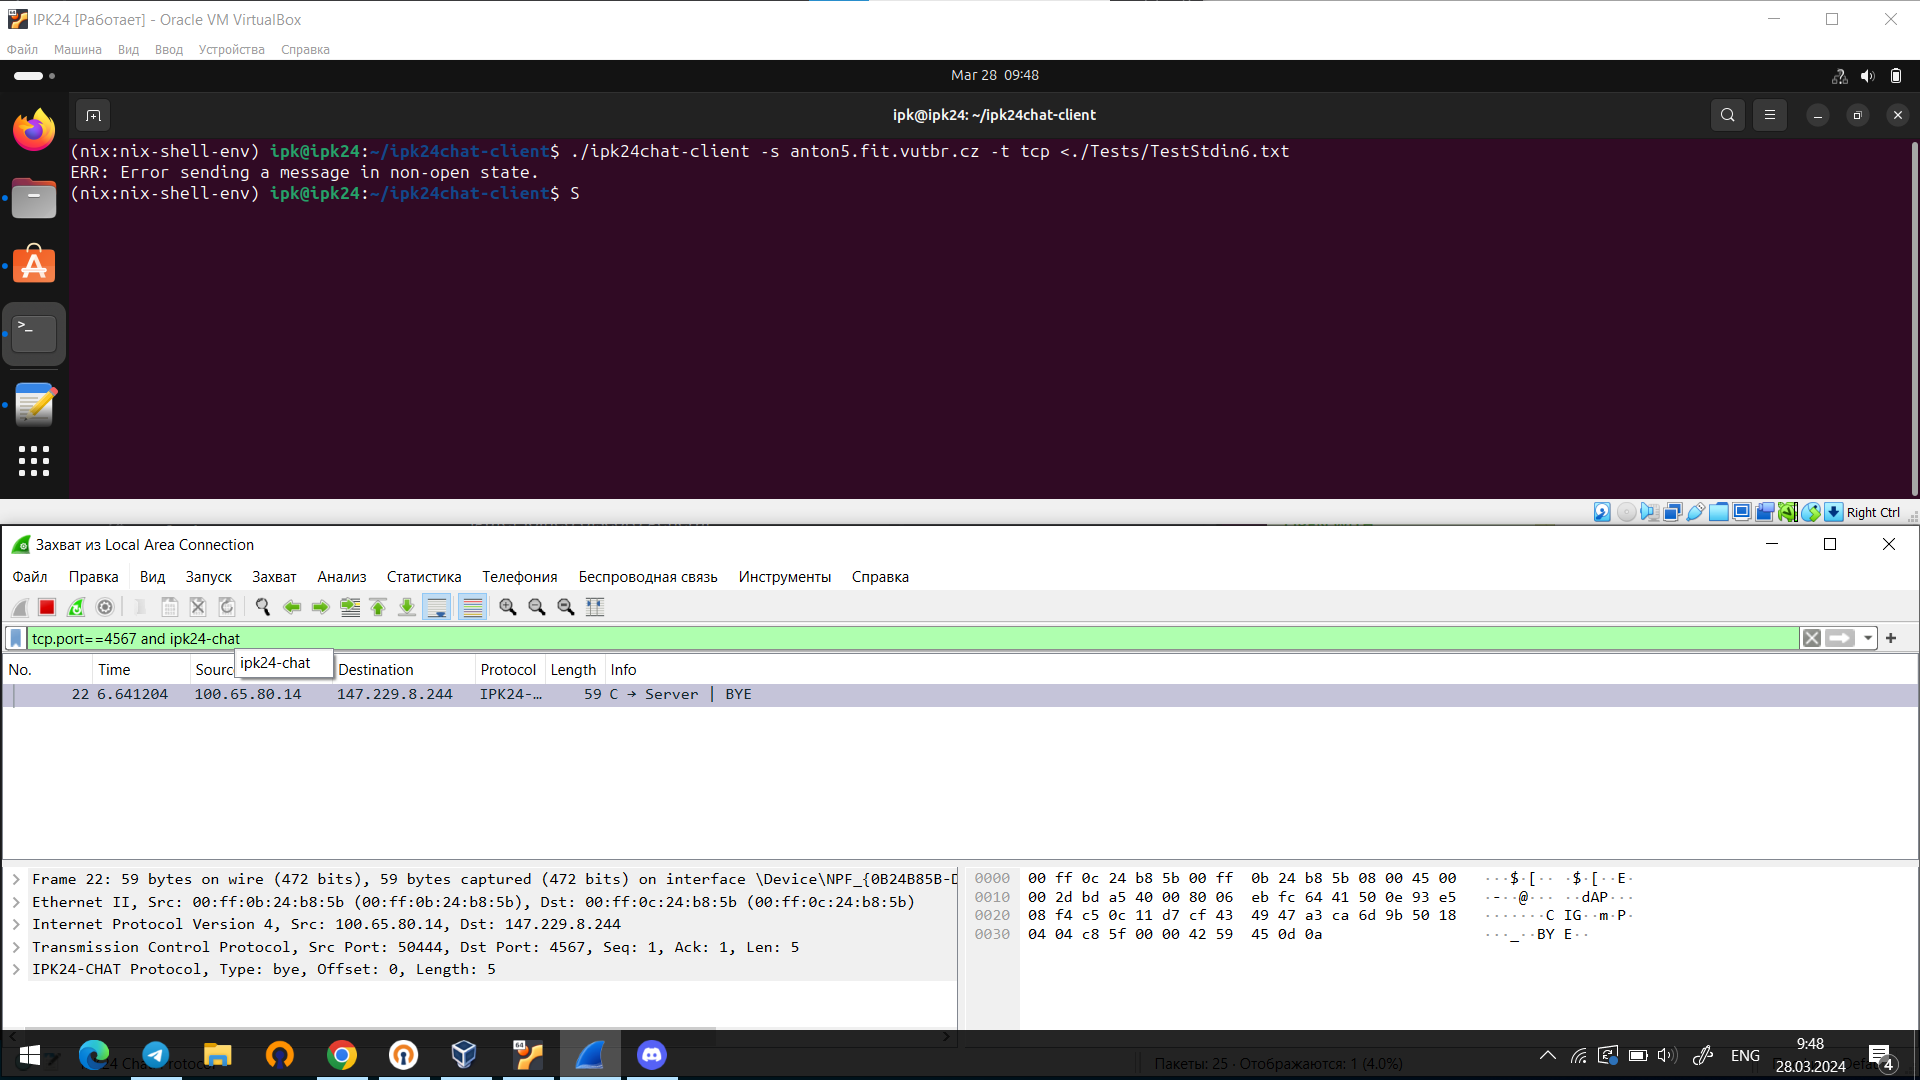 IPK24 [Работает] - Oracle VM VirtualBox
Файл Машина Вид Ввод Устройства Справка
Mar 28 09:48
ipk@ipk24: ~/ipk24chat-client
(nix:nix-shell-env) ipk@ipk24:~/ipk24chat-client$ ./ipk24chat-client -s anton5.fit.vutbr.cz -t tcp <./Tests/TestStdin6.txt
ERR: Error sending a message in non-open state.
(nix:nix-shell-env) ipk@ipk24:~/ipk24chat-client$ S
Right Ctrl
Захват из Local Area Connection
Файл Правка Вид Запуск Захват Анализ Статистика Телефония Беспроводная связь Инструменты Справка
tcp.port==4567 and ipk24-chat
ipk24-chat
No. Time Sourc Destination Protocol Length Info
22 6.641204 100.65.80.14 147.229.8.244 IPK24-… 59 C → Server | BYE
Frame 22: 59 bytes on wire (472 bits), 59 bytes captured (472 bits) on interface \Device\NPF_{0B24B85B-D
Ethernet II, Src: 00:ff:0b:24:b8:5b (00:ff:0b:24:b8:5b), Dst: 00:ff:0c:24:b8:5b (00:ff:0c:24:b8:5b)
Internet Protocol Version 4, Src: 100.65.80.14, Dst: 147.229.8.244
Transmission Control Protocol, Src Port: 50444, Dst Port: 4567, Seq: 1, Ack: 1, Len: 5
IPK24-CHAT Protocol, Type: bye, Offset: 0, Length: 5
0000 00 ff 0c 24 b8 5b 00 ff 0b 24 b8 5b 08 00 45 00 ···$·[·· ·$·[··E·
0010 00 2d bd a5 40 00 80 06 eb fc 64 41 50 0e 93 e5 ·-··@··· ··dAP···
0020 08 f4 c5 0c 11 d7 cf 43 49 47 a3 ca 6d 9b 50 18 ·······C IG··m·P·
0030 04 04 c8 5f 00 00 42 59 45 0d 0a ···_··BY E··
Пакеты: 25 · Отображаются: 1 (4.0%)
ENG
9:48
28.03.2024
4